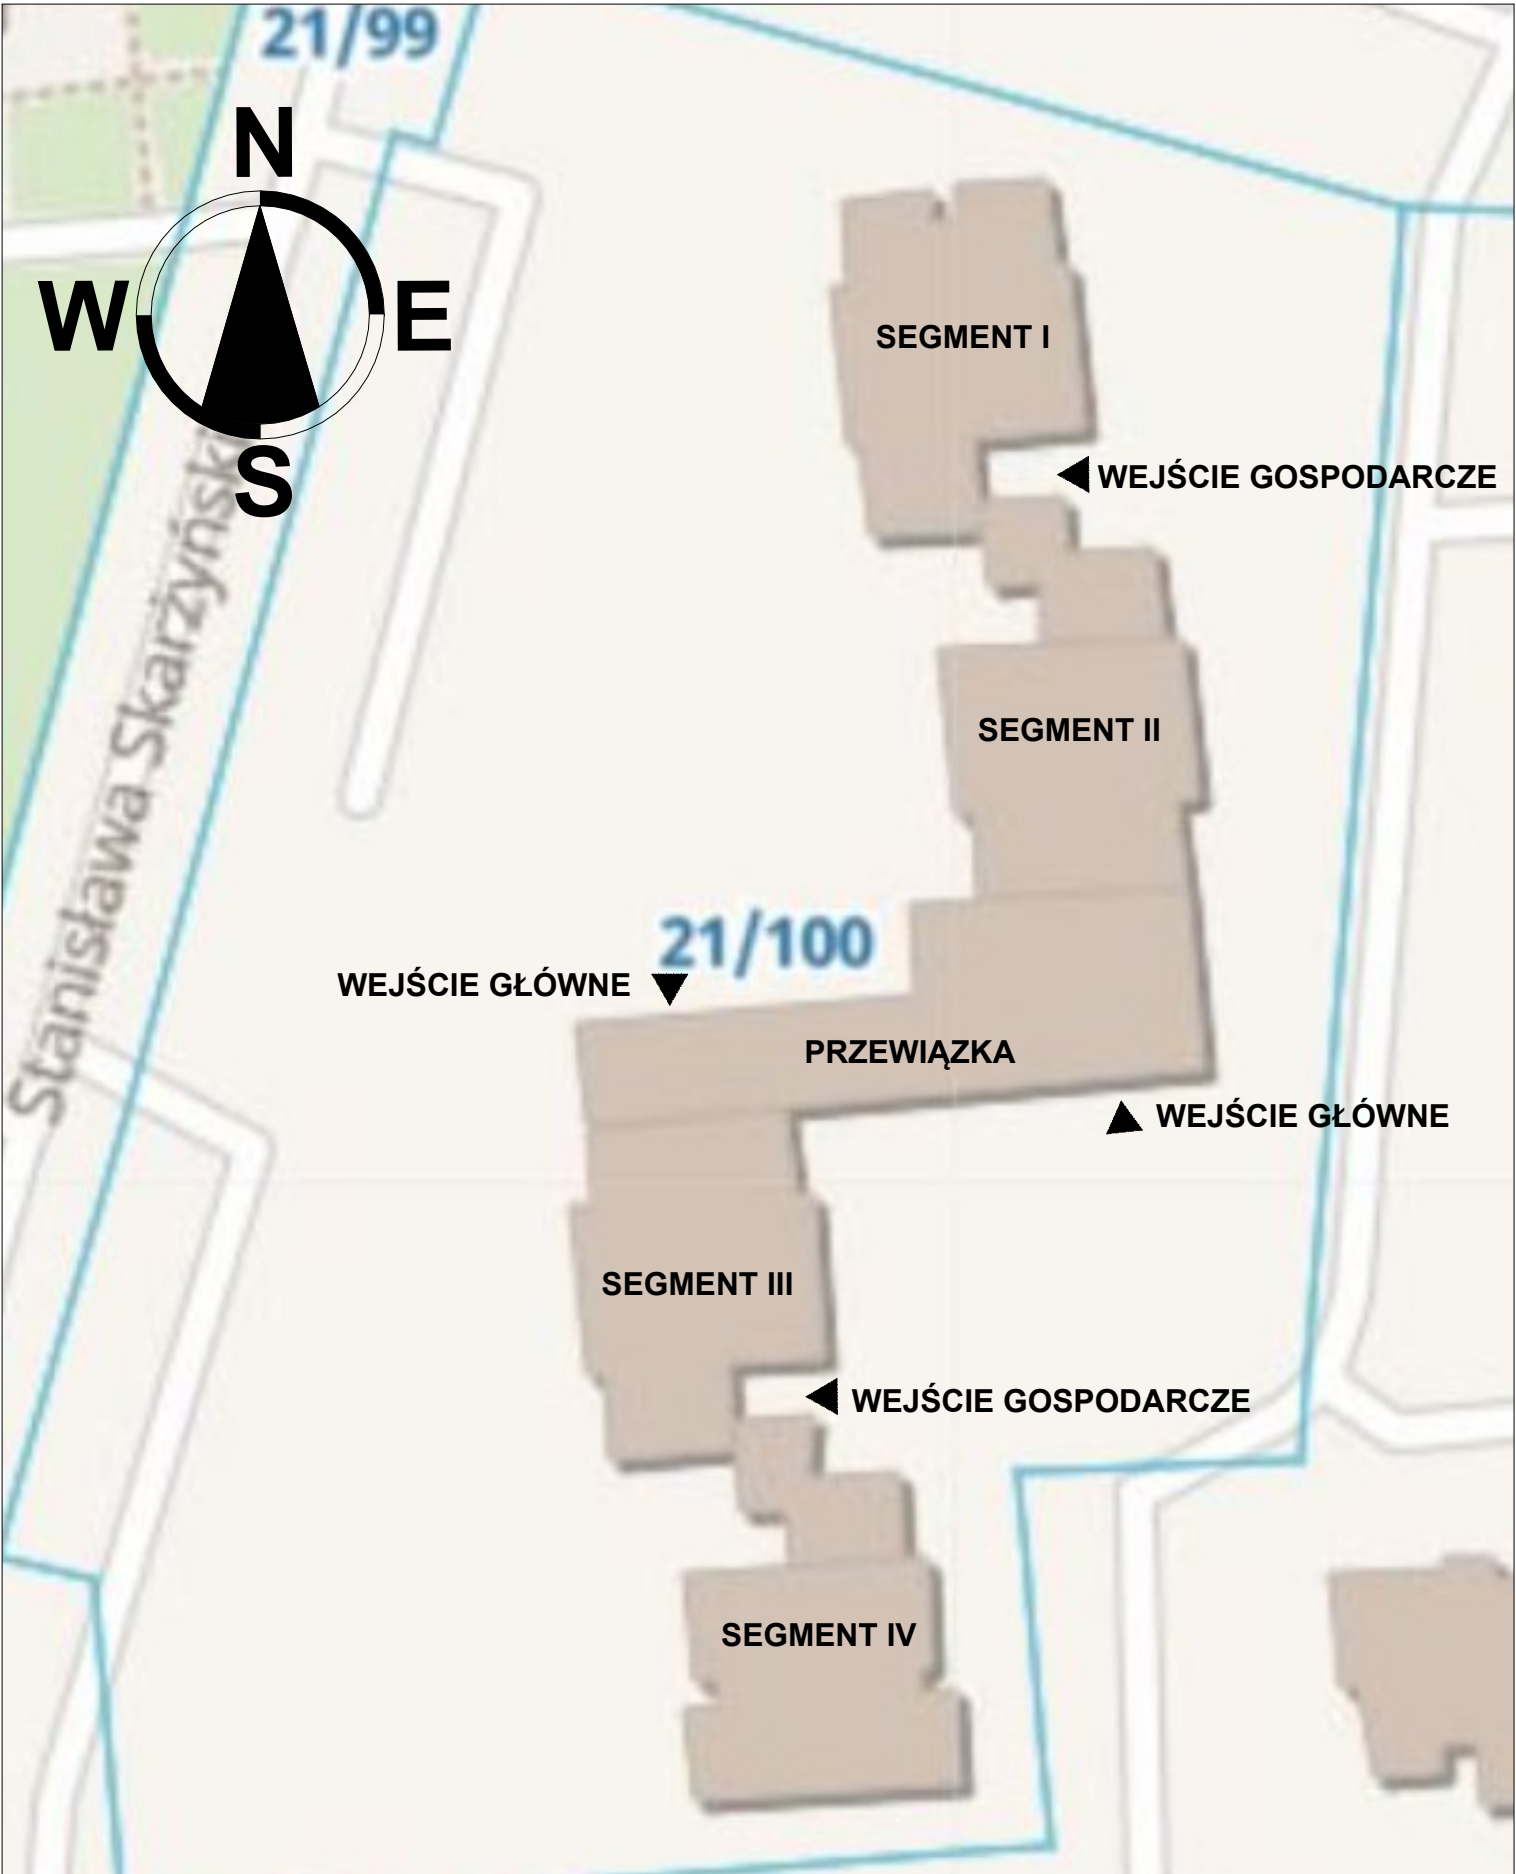 21/99
N
W
E
S
Stanisława Skarżyński
SEGMENT I
WEJŚCIE GOSPODARCZE
SEGMENT II
21/100
WEJŚCIE GŁÓWNE
PRZEWIĄZKA
WEJŚCIE GŁÓWNE
SEGMENT III
WEJŚCIE GOSPODARCZE
SEGMENT IV